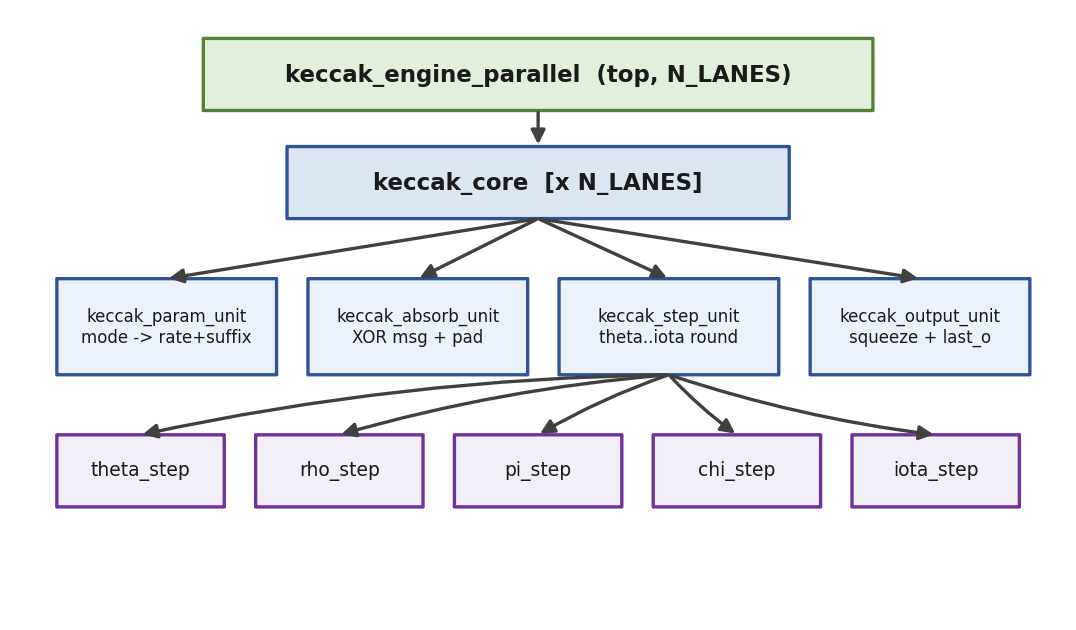 keccak_engine_parallel (top, N_LANES)
keccak_core [x N_LANES]
keccak_param_unit
mode -> rate+suffix
keccak_absorb_unit
XOR msg + pad
keccak_step_unit
theta..iota round
keccak_output_unit
squeeze + last_o
theta_step
rho_step
pi_step
chi_step
iota_step